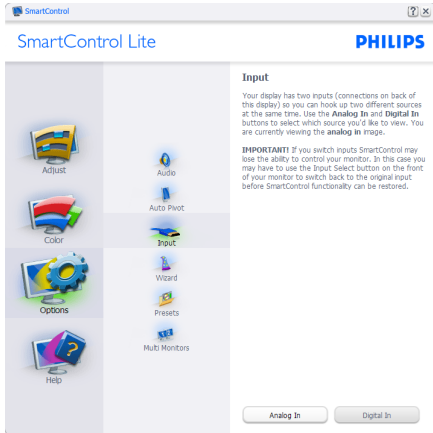 SmartControl
SmartControl Lite
PHILIPS
Adjust
Color
Options
Help
Audio
Auto Pivot
Input
Wizard
Presets
Multi Monitors
Input
Your display has two inputs (connections on back of
this display) so you can hook up two different sources
at the same time. Use the Analog In and Digital In
buttons to select which source you'd like to view. You
are currently viewing the analog in image.
IMPORTANT! If you switch inputs SmartControl may
lose the ability to control your monitor. In this case you
may have to use the Input Select button on the front
of your monitor to switch back to the original input
before SmartControl functionality can be restored.
Analog In
Digital In